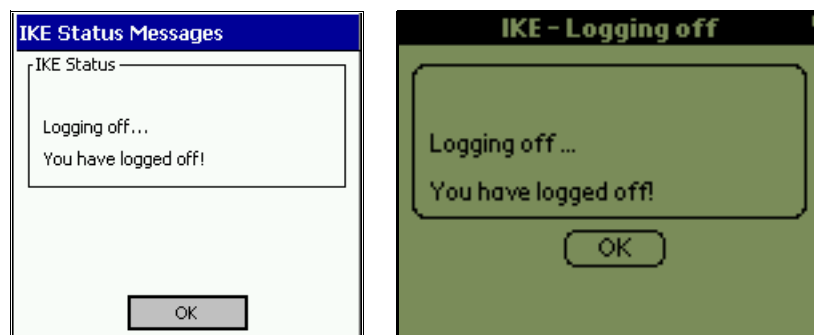 IKE Status Messages
IKE Status
Logging off...
You have logged off!
OK
IKE - Logging off
Logging off ...
You have logged off!
OK